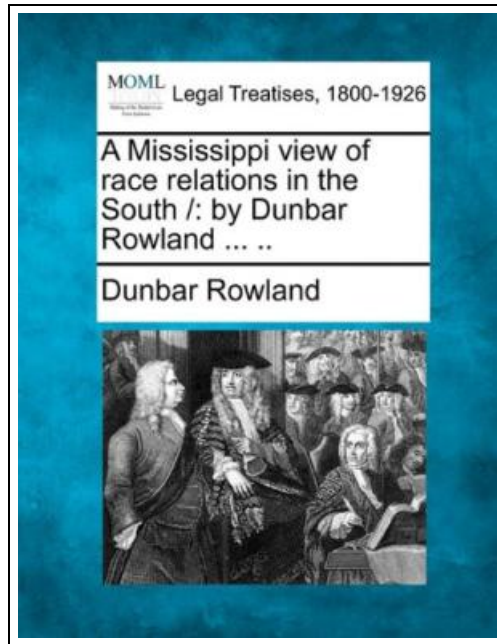 MOML
Legal Treatises, 1800-1926
A Mississippi view of
race relations in the
South /: by Dunbar
Rowland ... ..
Dunbar Rowland